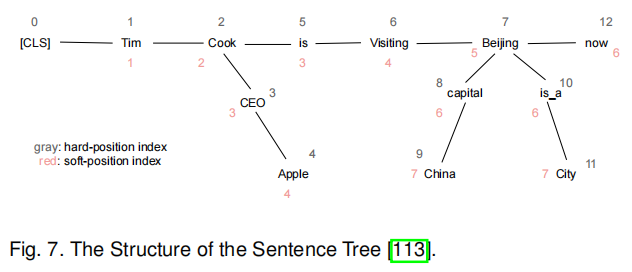 0 1 2 5 6 7 12
[CLS] Tim Cook is Visiting Beijing now
1 2 3 4 5 6
8 capital 6
10 is_a 6
CEO 3 3
gray: hard-position index
red: soft-position index
4 Apple 4
9 7 China
11 7 City
Fig. 7. The Structure of the Sentence Tree [113].